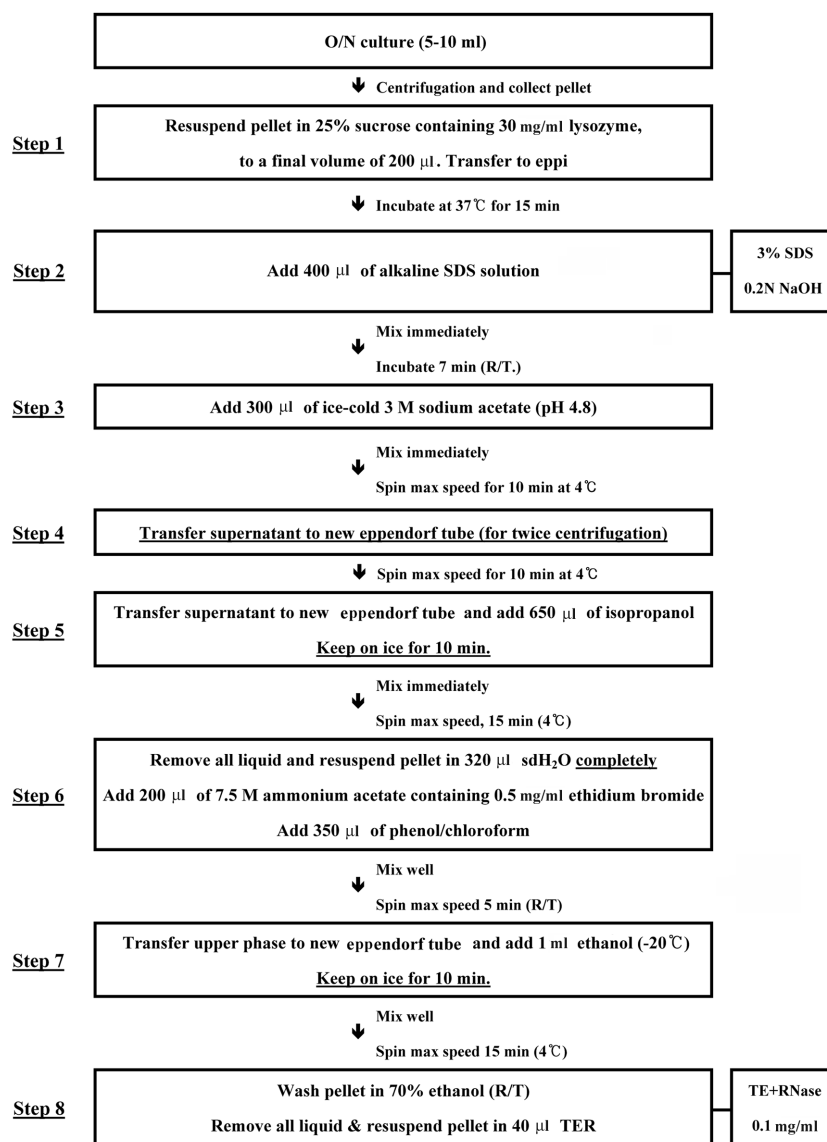 O/N culture (5-10 ml)
Centrifugation and collect pellet
Step 1
Resuspend pellet in 25% sucrose containing 30 mg/ml lysozyme,
to a final volume of 200 μl. Transfer to eppi
Incubate at 37℃ for 15 min
Step 2
Add 400 μl of alkaline SDS solution
3% SDS
0.2N NaOH
Mix immediately
Incubate 7 min (R/T.)
Step 3
Add 300 μl of ice-cold 3 M sodium acetate (pH 4.8)
Mix immediately
Spin max speed for 10 min at 4℃
Step 4
Transfer supernatant to new eppendorf tube (for twice centrifugation)
Spin max speed for 10 min at 4℃
Step 5
Transfer supernatant to new eppendorf tube and add 650 μl of isopropanol
Keep on ice for 10 min.
Mix immediately
Spin max speed, 15 min (4℃)
Step 6
Remove all liquid and resuspend pellet in 320 μl sdH₂O completely
Add 200 μl of 7.5 M ammonium acetate containing 0.5 mg/ml ethidium bromide
Add 350 μl of phenol/chloroform
Mix well
Spin max speed 5 min (R/T)
Step 7
Transfer upper phase to new eppendorf tube and add 1 ml ethanol (-20℃)
Keep on ice for 10 min.
Mix well
Spin max speed 15 min (4℃)
Step 8
Wash pellet in 70% ethanol (R/T)
Remove all liquid & resuspend pellet in 40 μl TER
TE+RNase
0.1 mg/ml